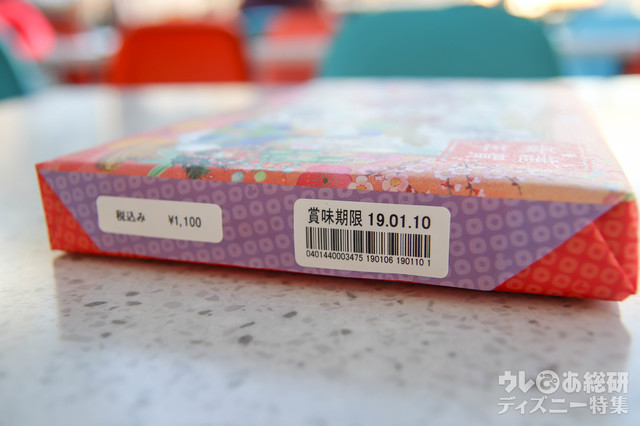 税込み ¥1,100
賞味期限 19.01.10
0401440003475 190106 190110 1
ウレぴあ総研
ディズニー特集